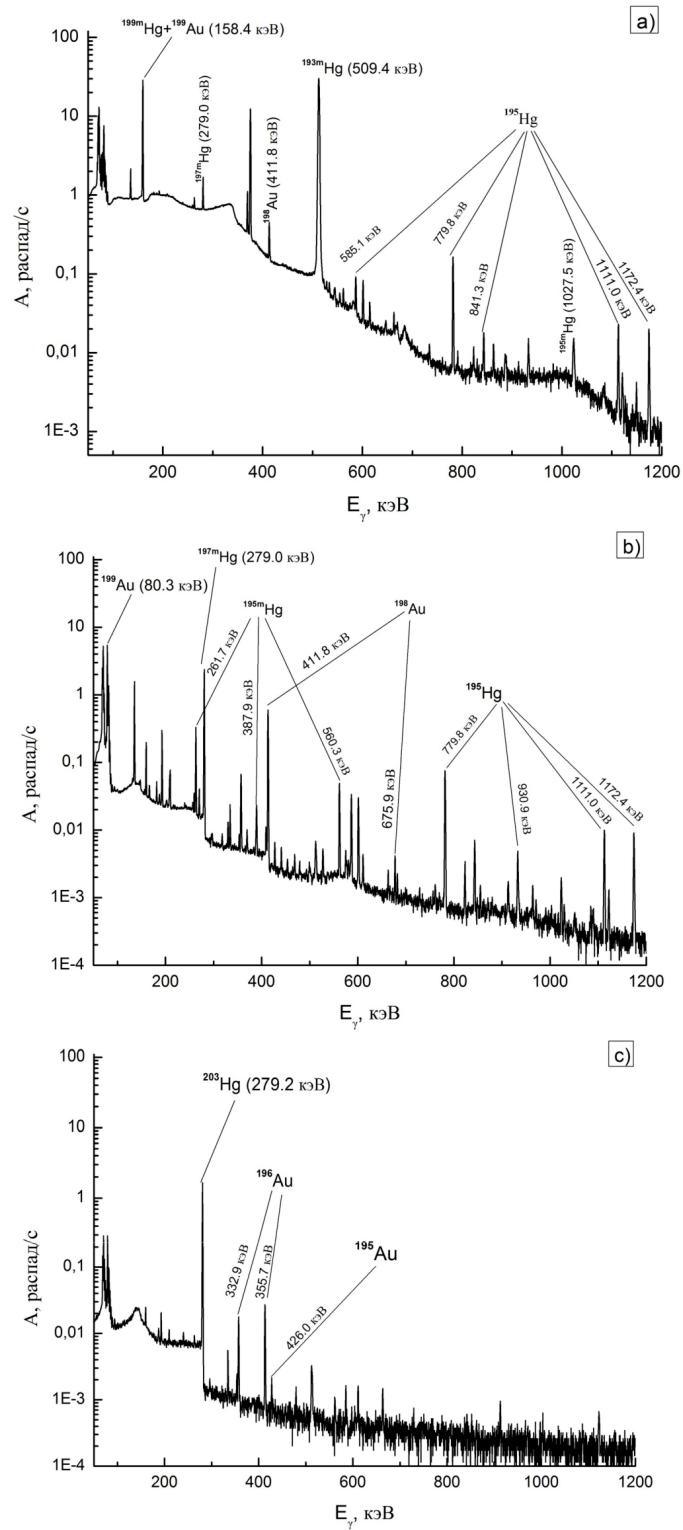 a)
¹⁹⁹ᵐHg+¹⁹⁹Au (158.4 кэВ)
¹⁹³ᵐHg (509.4 кэВ)
¹⁹⁷ᵐHg (279.0 кэВ)
¹⁹⁸Au (411.8 кэВ)
¹⁹⁵Hg
585.1 кэВ
779.8 кэВ
841.3 кэВ
¹⁹⁵ᵐHg (1027.5 кэВ)
1111.0 кэВ
1172.4 кэВ
A, распад/с
100
10
1
0,1
0,01
1E-3
200
400
600
800
1000
1200
Eᵧ, кэВ
b)
¹⁹⁷ᵐHg (279.0 кэВ)
¹⁹⁹Au (80.3 кэВ)
¹⁹⁵ᵐHg
261.7 кэВ
387.9 кэВ
560.3 кэВ
¹⁹⁸Au
411.8 кэВ
675.9 кэВ
¹⁹⁵Hg
779.8 кэВ
930.9 кэВ
1111.0 кэВ
1172.4 кэВ
A, распад/с
100
10
1
0,1
0,01
1E-3
1E-4
200
400
600
800
1000
1200
Eᵧ, кэВ
c)
²⁰³Hg (279.2 кэВ)
¹⁹⁶Au
332.9 кэВ
355.7 кэВ
¹⁹⁵Au
426.0 кэВ
A, распад/с
100
10
1
0,1
0,01
1E-3
1E-4
200
400
600
800
1000
1200
Eᵧ, кэВ